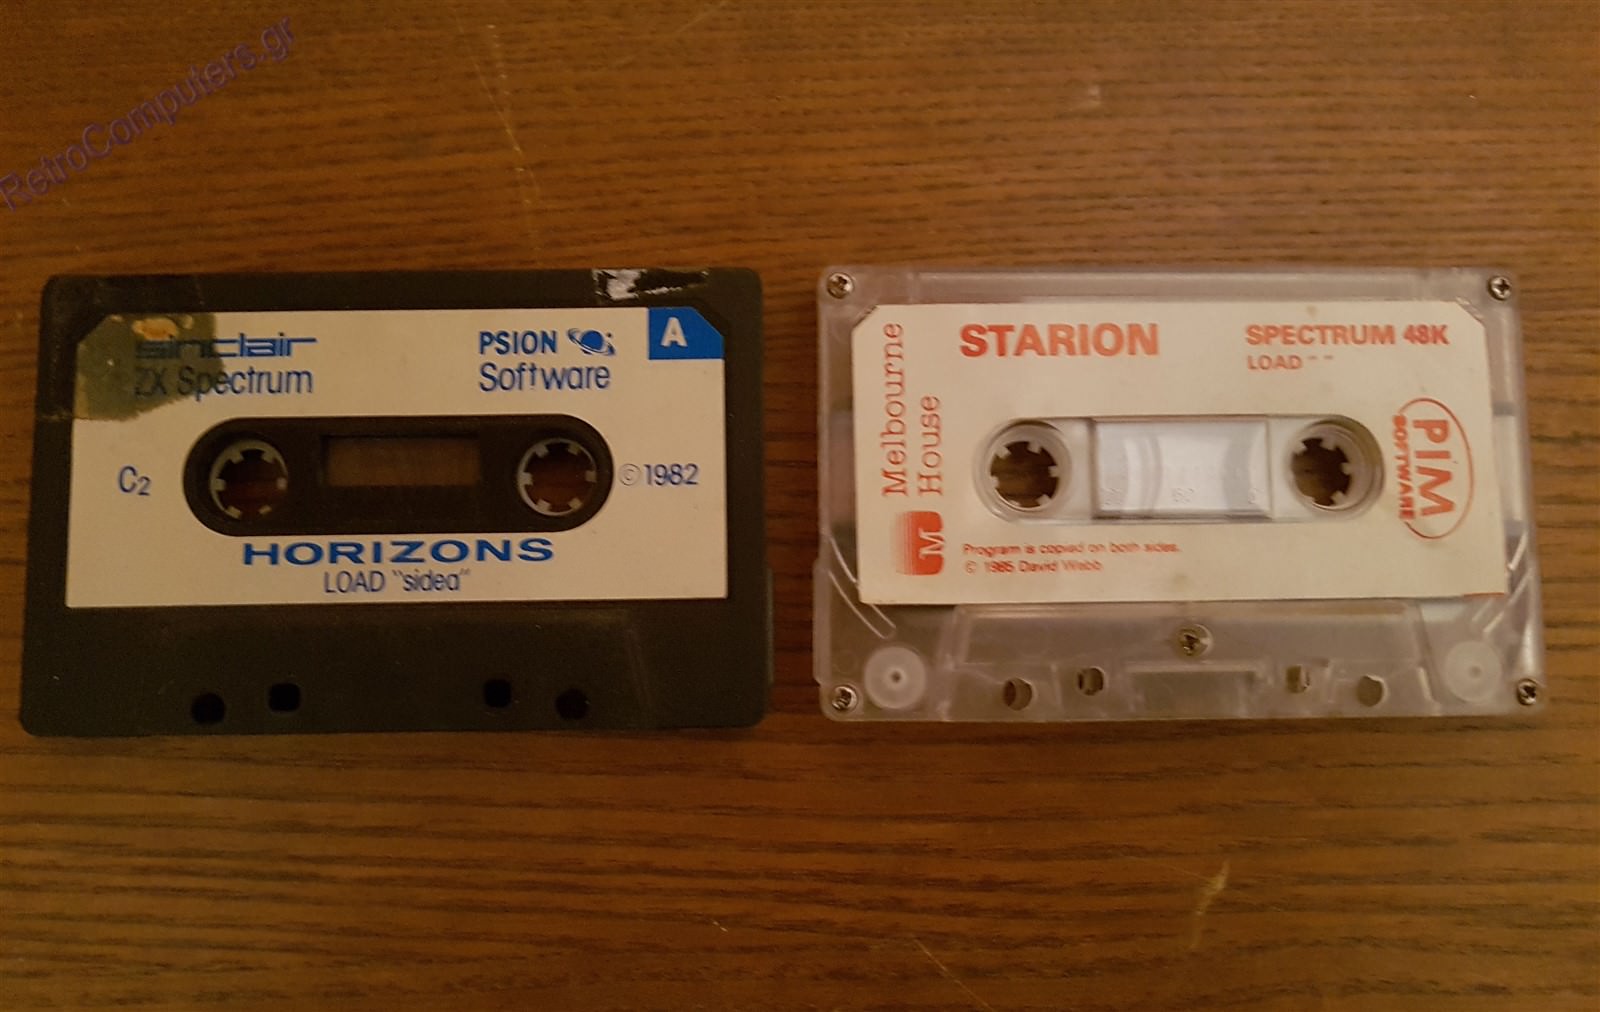 RetroComputers.gr
sinclair
ZX Spectrum
PSION
Software
A
C2
©1982
HORIZONS
LOAD "sidea"
Melbourne
House
M
STARION
SPECTRUM 48K
LOAD " "
PIM
SOFTWARE
Program is copied on both sides.
© 1985 David Webb